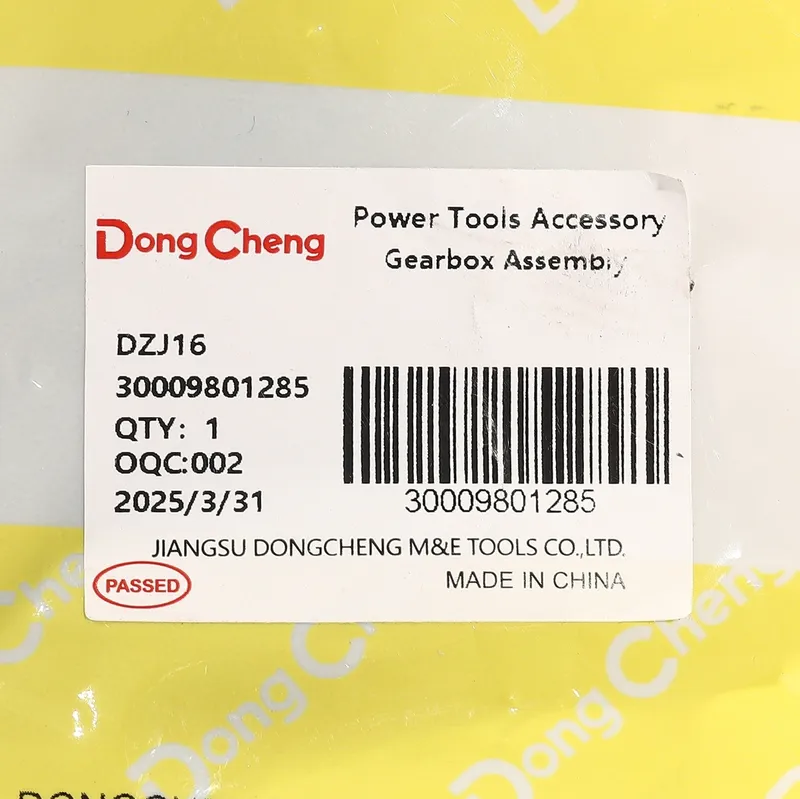 Dong Cheng
Power Tools Accessory
Gearbox Assembly
DZJ16
30009801285
QTY: 1
OQC:002
2025/3/31
30009801285
JIANGSU DONGCHENG M&E TOOLS CO.,LTD.
PASSED
MADE IN CHINA
Dong Cheng
Dong Cheng